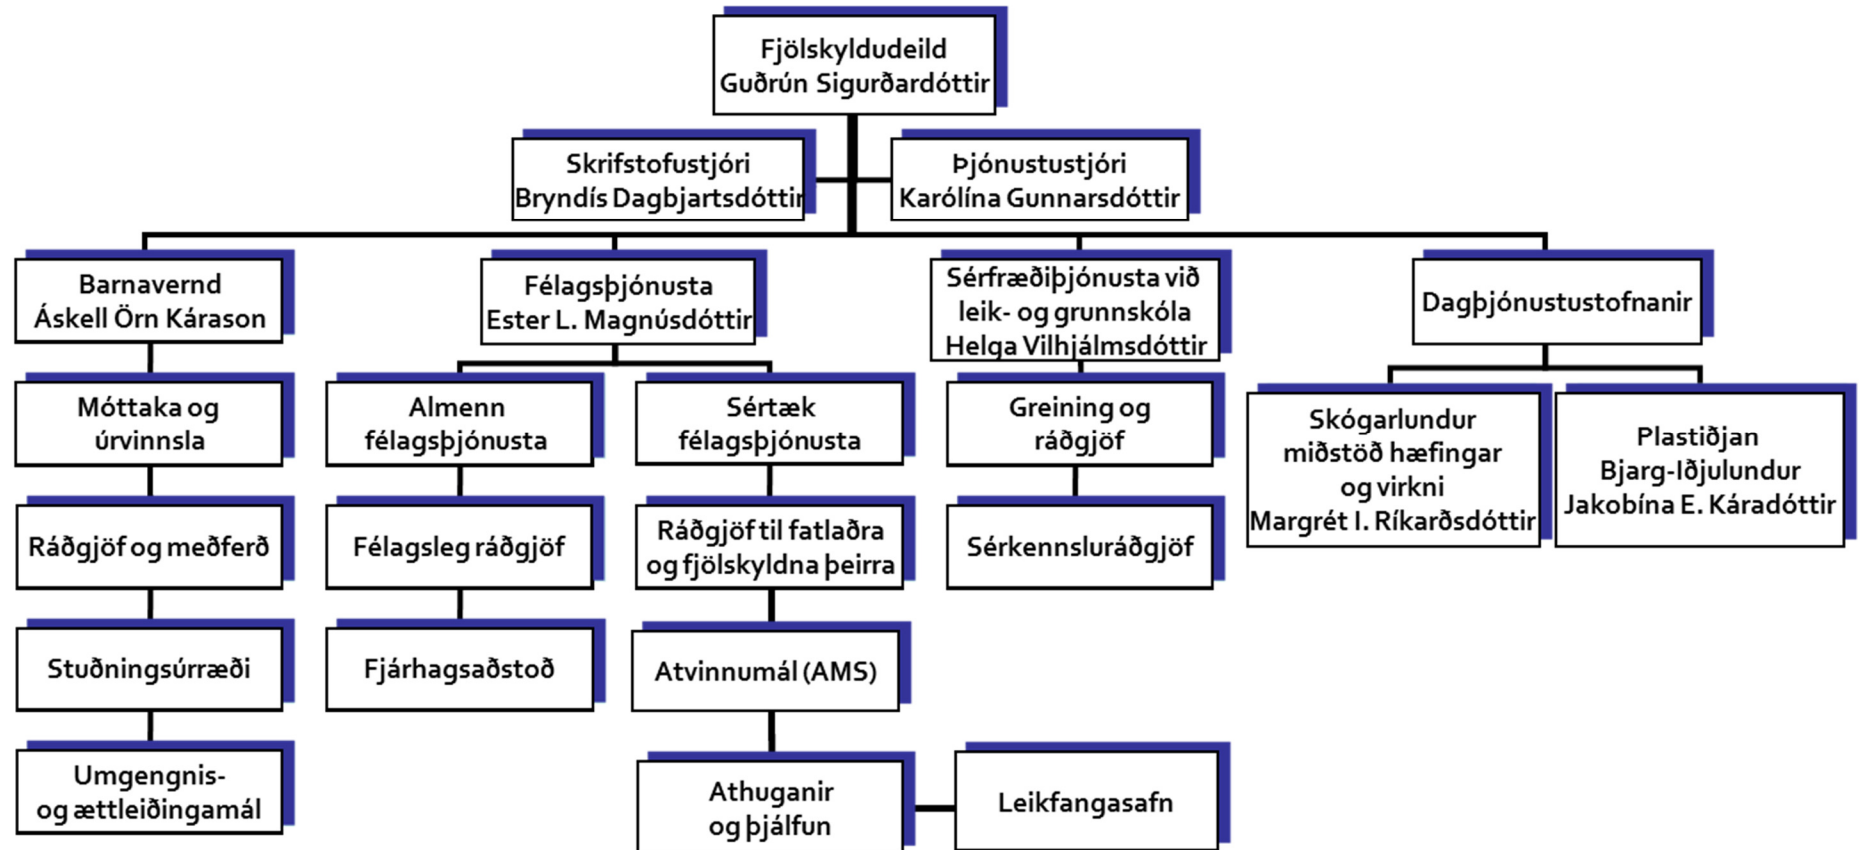 Fjölskyldudeild
Guðrún Sigurðardóttir
Skrifstofustjóri
Bryndís Dagbjartsdóttir
Þjónustustjóri
Karólína Gunnarsdóttir
Barnavernd
Áskell Örn Kárason
Félagsþjónusta
Ester L. Magnúsdóttir
Sérfræðiþjónusta við
leik- og grunnskóla
Helga Vilhjálmsdóttir
Dagþjónustustofnanir
Móttaka og
úrvinnsla
Almenn
félagsþjónusta
Sértæk
félagsþjónusta
Greining og
ráðgjöf
Skógarlundur
miðstöð hæfingar
og virkni
Margrét I. Ríkarðsdóttir
Plastiðjan
Bjarg-Iðjulundur
Jakobína E. Káradóttir
Ráðgjöf og meðferð
Félagsleg ráðgjöf
Ráðgjöf til fatlaðra
og fjölskyldna þeirra
Sérkennsluráðgjöf
Stuðningsúrræði
Fjárhagsaðstoð
Atvinnumál (AMS)
Umgengnis-
og ættleiðingamál
Athuganir
og þjálfun
Leikfangasafn